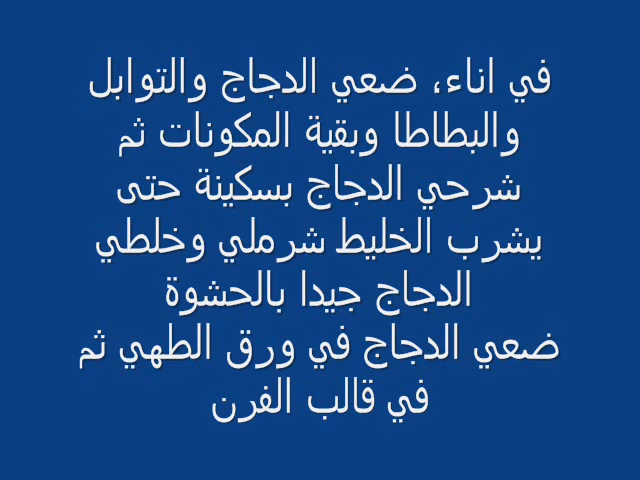 في اناء، ضعي الدجاج والتوابل
والبطاطا وبقية المكونات ثم
شرحي الدجاج بسكينة حتى
يشرب الخليط شرملي وخلطي
الدجاج جيدا بالحشوة
ضعي الدجاج في ورق الطهي ثم
في قالب الفرن